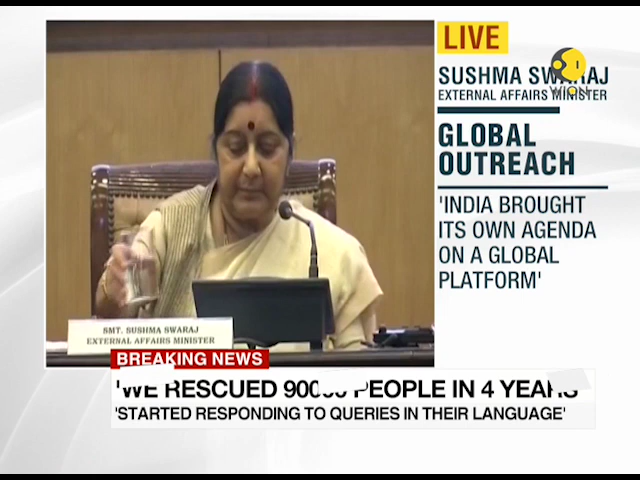 LIVE
SUSHMA SWARAJ
WION
EXTERNAL AFFAIRS MINISTER
GLOBAL
OUTREACH
'INDIA BROUGHT
ITS OWN AGENDA
ON A GLOBAL
PLATFORM'
SMT. SUSHMA SWARAJ
EXTERNAL AFFAIRS MINISTER
BREAKING NEWS
'WE RESCUED PEOPLE IN 4 YEARS'
'STARTED RESPONDING TO QUERIES IN THEIR LANGUAGE'